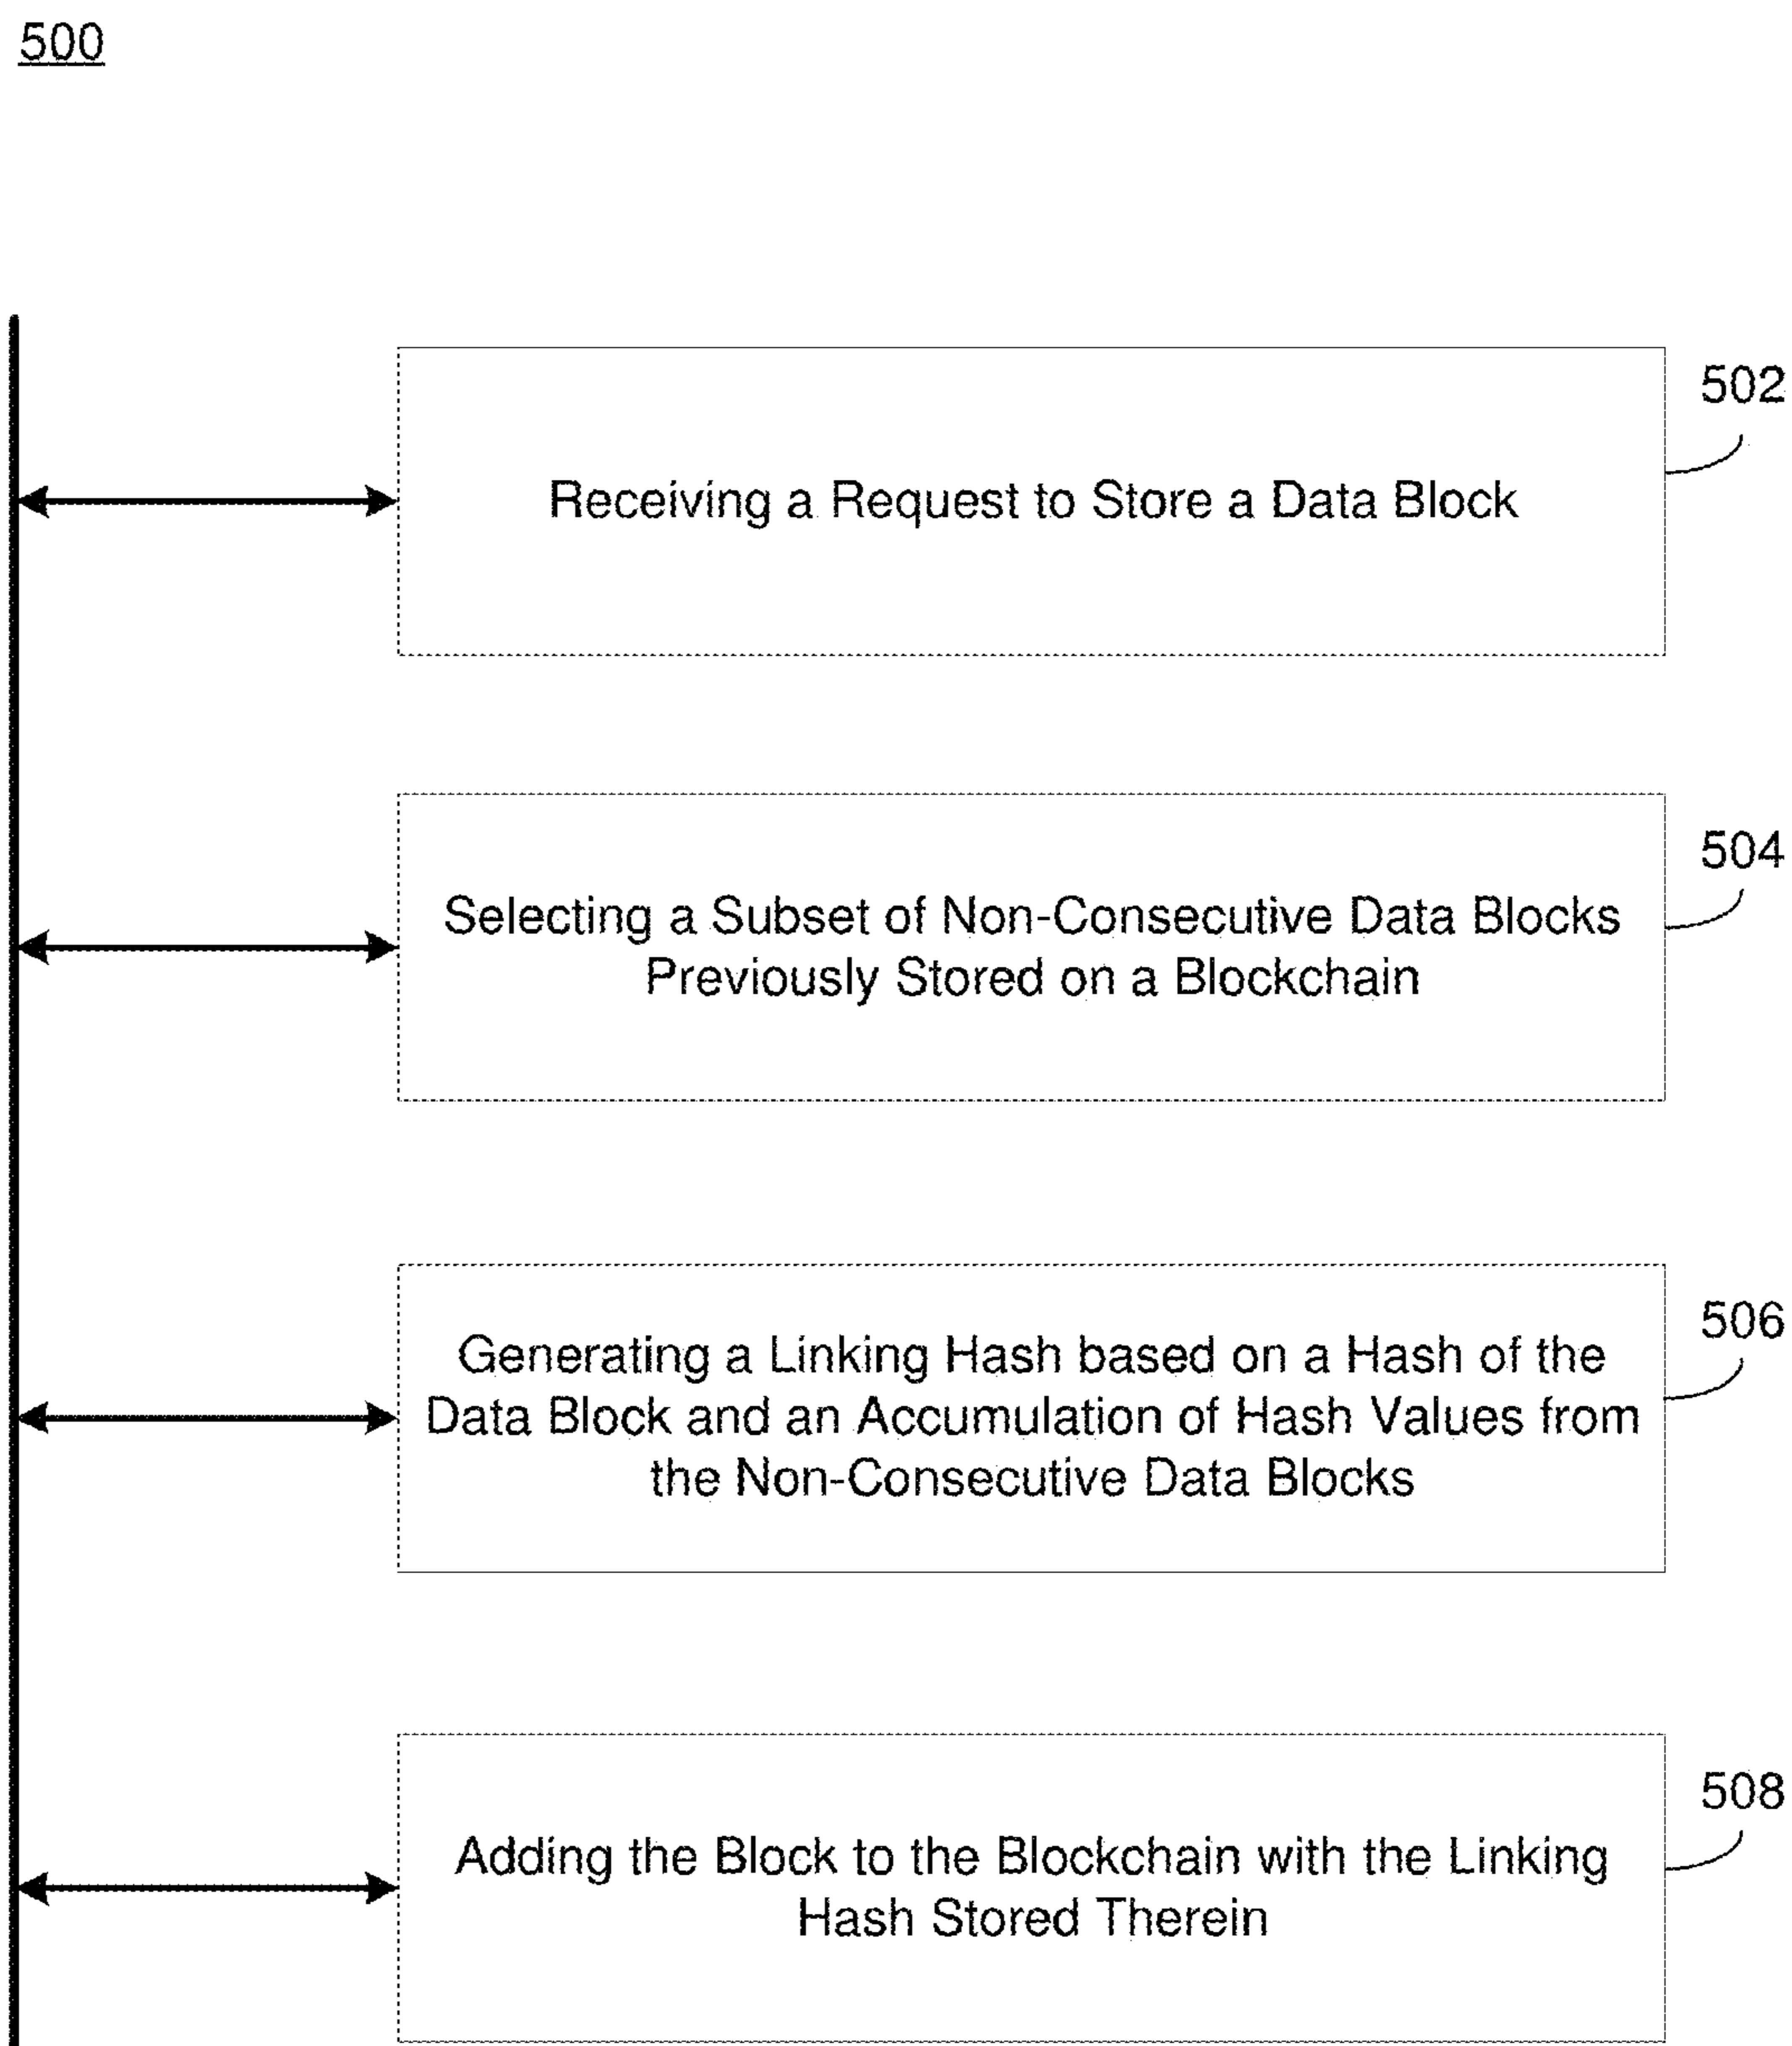 500
502
Receiving a Request to Store a Data Block
504
Selecting a Subset of Non-Consecutive Data Blocks
Previously Stored on a Blockchain
506
Generating a Linking Hash based on a Hash of the
Data Block and an Accumulation of Hash Values from
the Non-Consecutive Data Blocks
508
Adding the Block to the Blockchain with the Linking
Hash Stored Therein